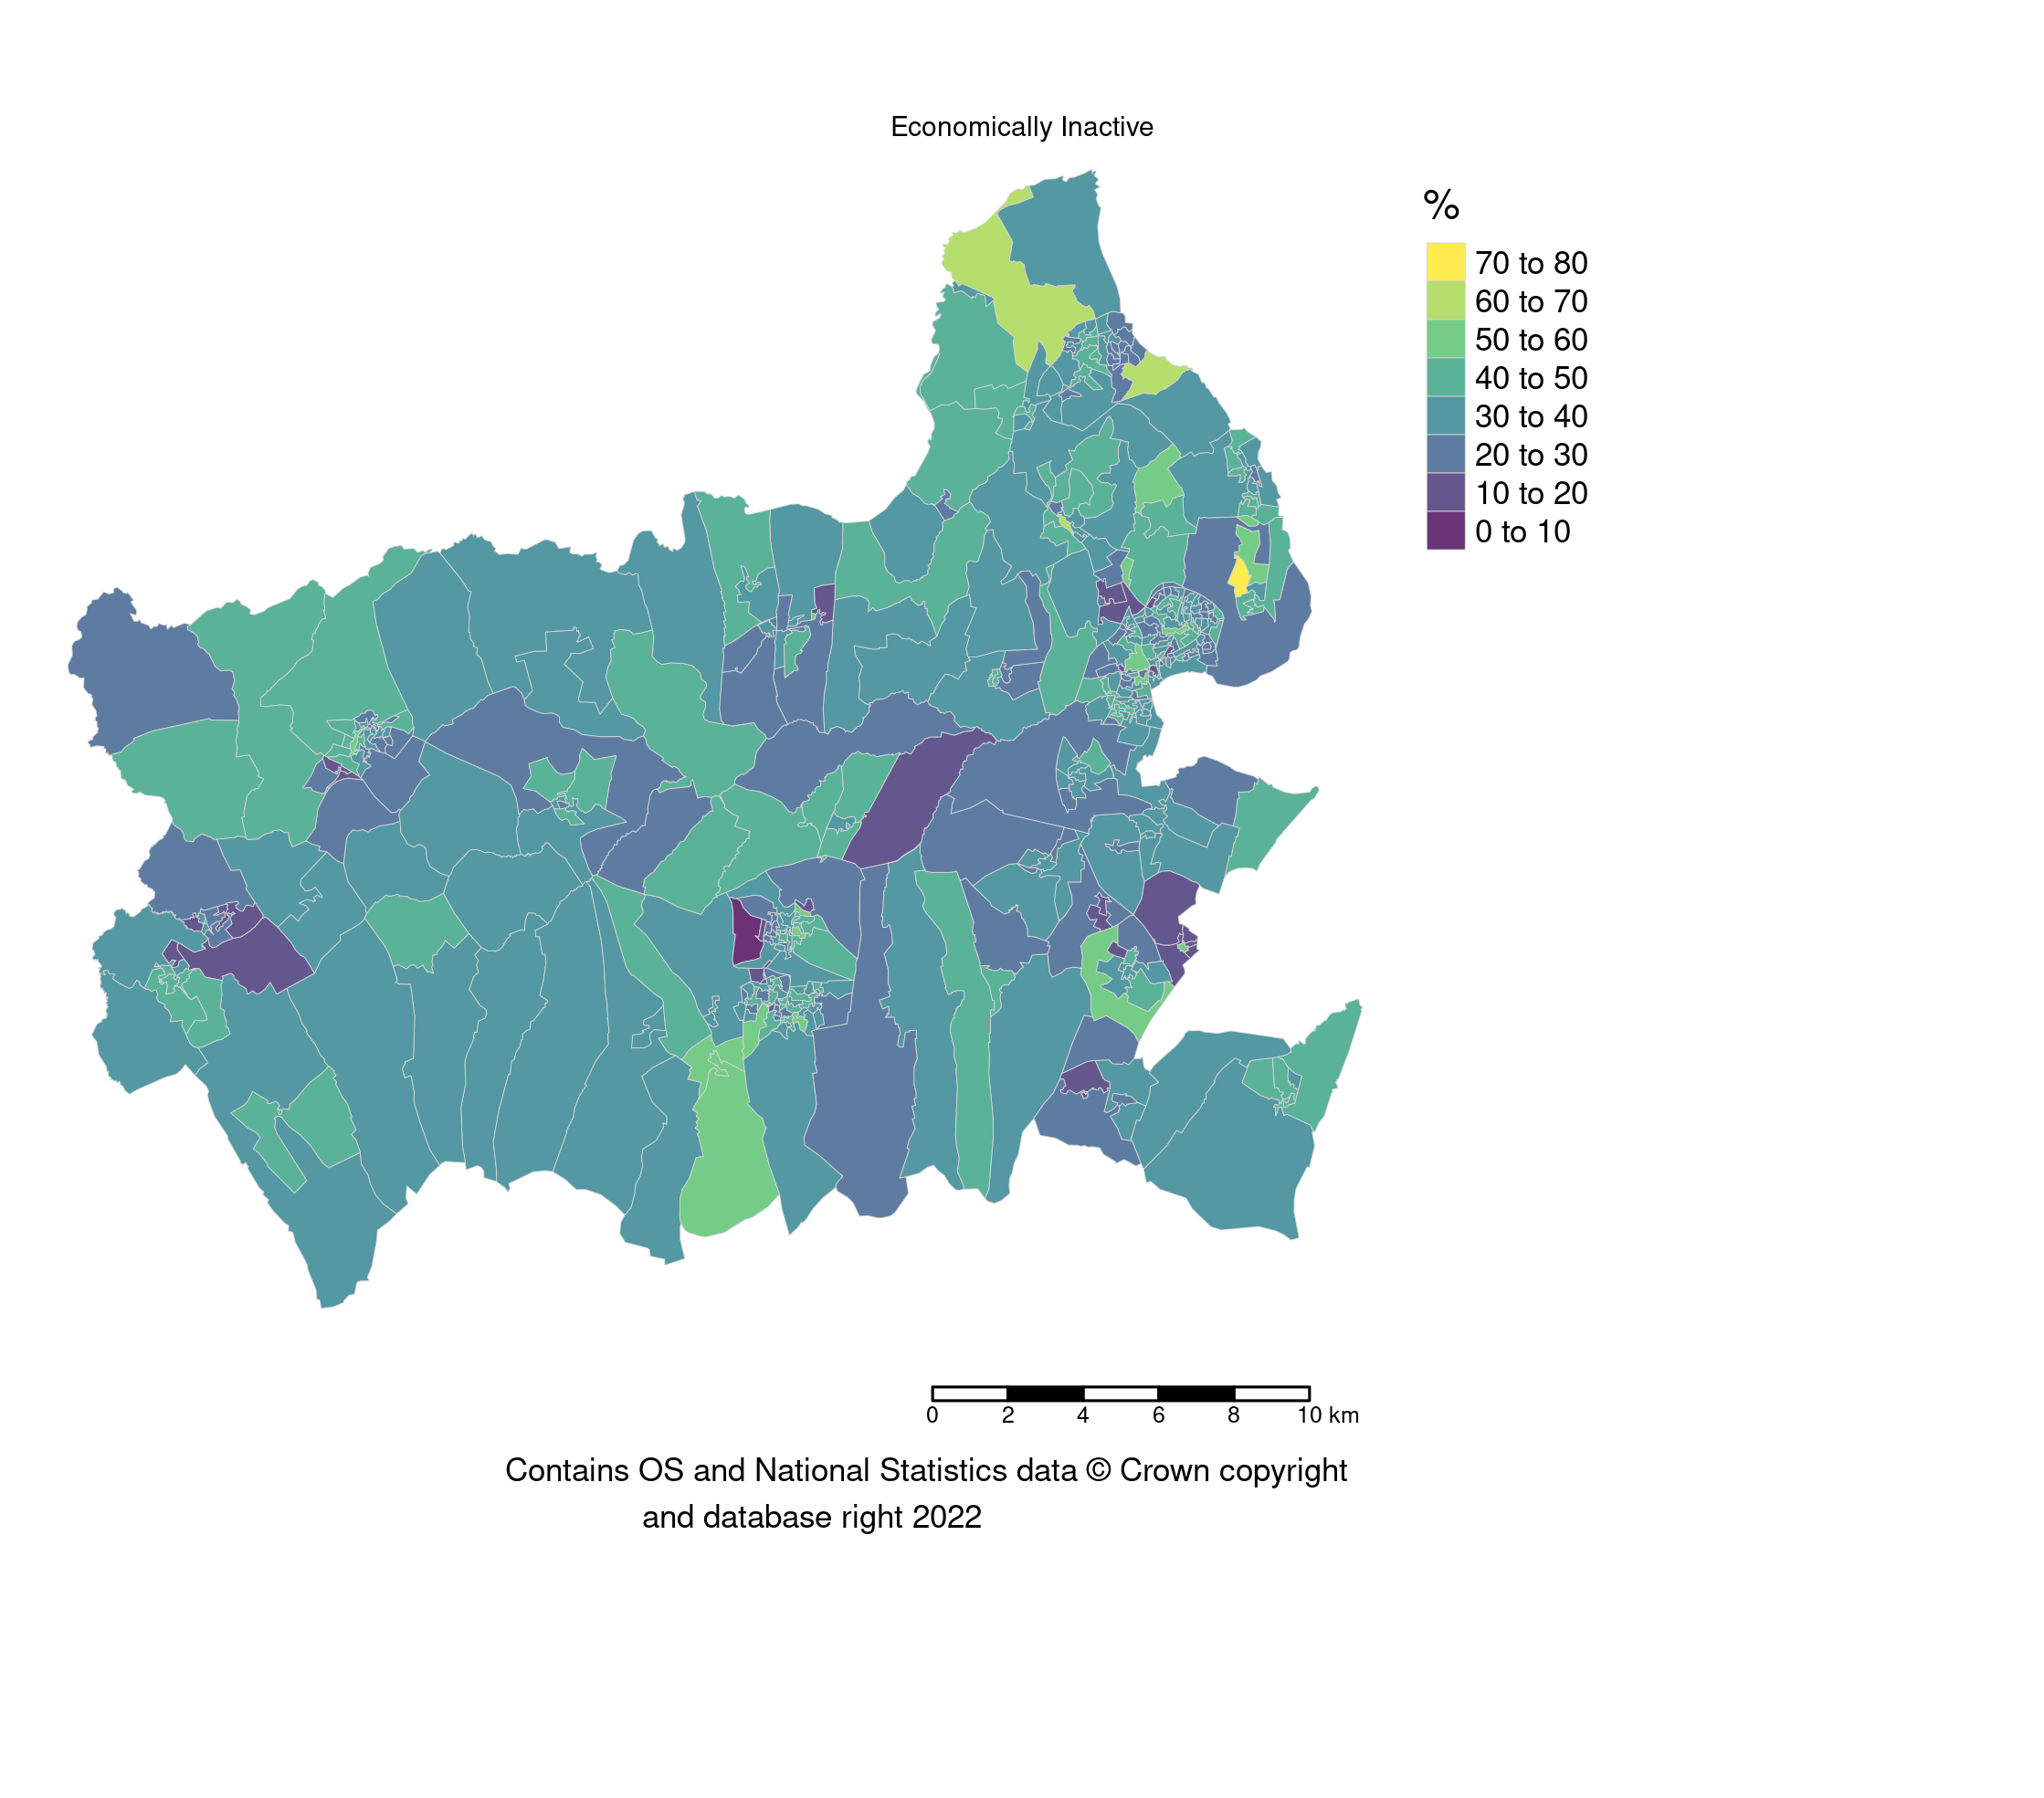 Economically Inactive
%
70 to 80
60 to 70
50 to 60
40 to 50
30 to 40
20 to 30
10 to 20
0 to 10
0 2 4 6 8 10 km
Contains OS and National Statistics data © Crown copyright
and database right 2022